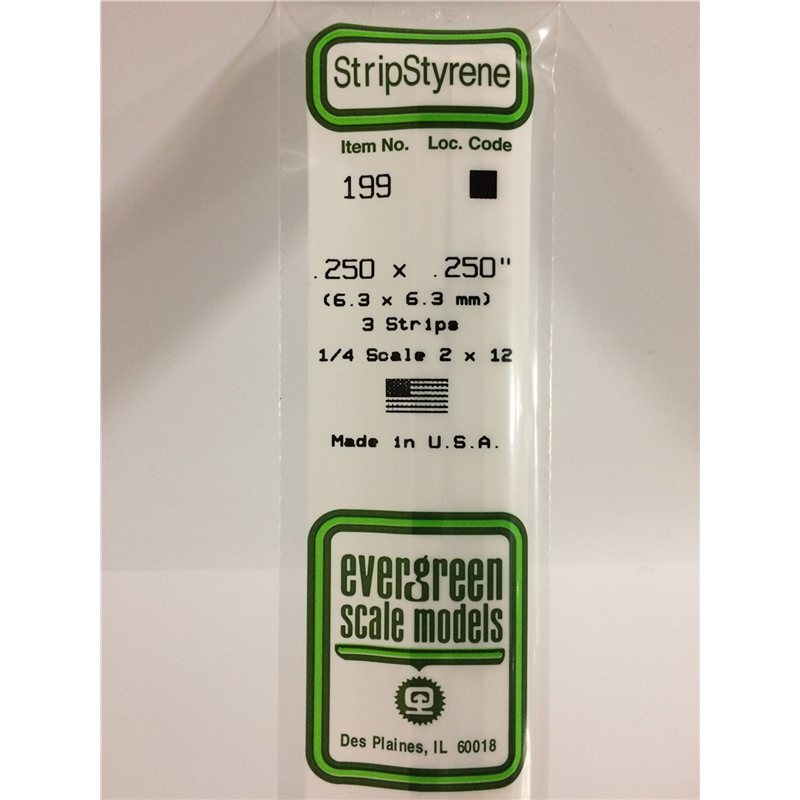 StripStyrene
Item No. Loc. Code
199
.250 x .250"
(6.3 x 6.3 mm)
3 Strips
1/4 Scale 2 x 12
Made in U.S.A.
evergreen
scale models
Des Plaines, IL 60018